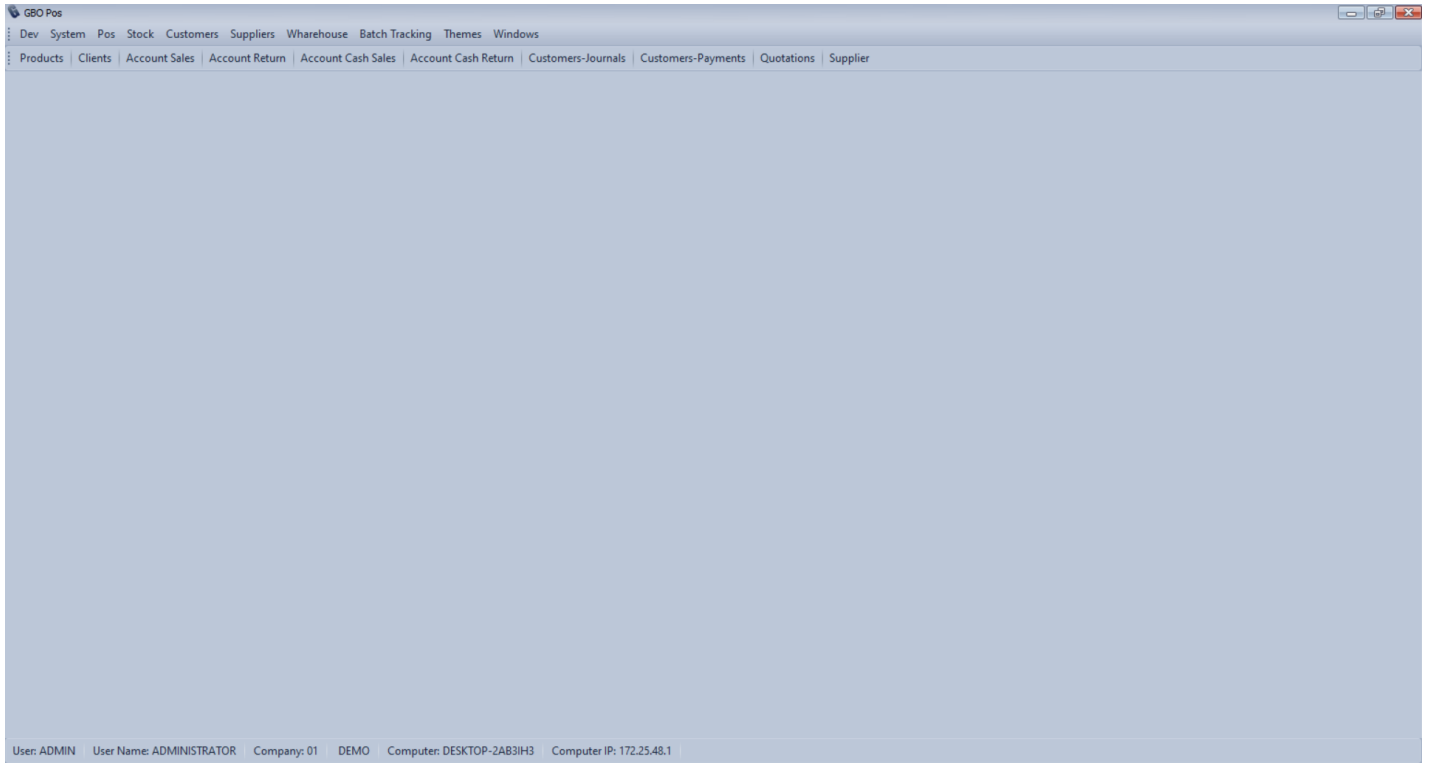 GBO Pos
Dev System Pos Stock Customers Suppliers Wharehouse Batch Tracking Themes Windows
Products Clients Account Sales Account Return Account Cash Sales Account Cash Return Customers-Journals Customers-Payments Quotations Supplier
User: ADMIN User Name: ADMINISTRATOR Company: 01 DEMO Computer: DESKTOP-2AB3IH3 Computer IP: 172.25.48.1